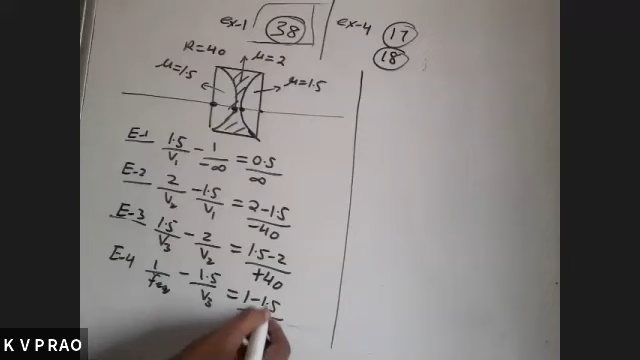 ex-1 38
ex-4 17
18
R=40
μ=2
μ=1.5
μ=1.5
E-1 1.5/V₁ - 1/-∞ = 0.5/∞
E-2 2/V₂ - 1.5/V₁ = 2-1.5/-40
E-3 1.5/V₃ - 2/V₂ = 1.5-2/+40
E-4 1/feq - 1.5/V₃ = 1-1.5
K V P RAO